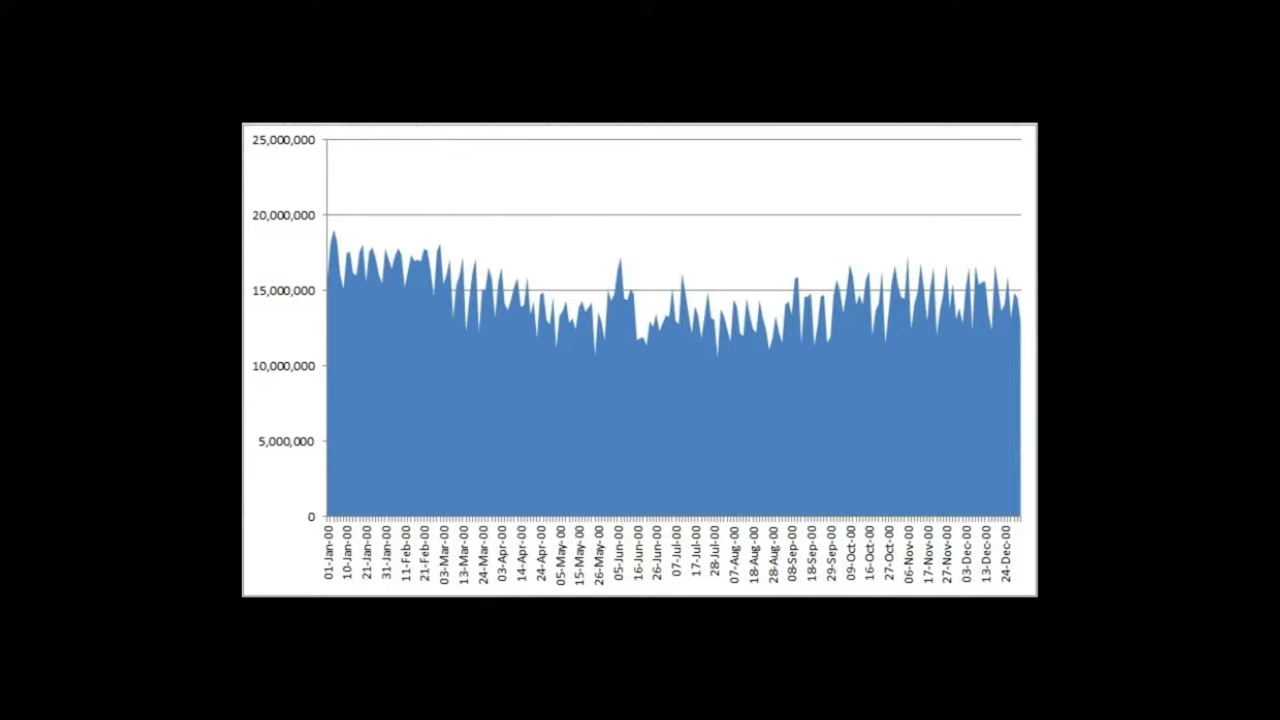 25,000,000
20,000,000
15,000,000
10,000,000
5,000,000
0
01-Jan-00
10-Jan-00
21-Jan-00
31-Jan-00
11-Feb-00
21-Feb-00
03-Mar-00
13-Mar-00
24-Mar-00
03-Apr-00
14-Apr-00
24-Apr-00
05-May-00
15-May-00
26-May-00
05-Jun-00
16-Jun-00
26-Jun-00
07-Jul-00
17-Jul-00
28-Jul-00
07-Aug-00
18-Aug-00
28-Aug-00
08-Sep-00
18-Sep-00
29-Sep-00
09-Oct-00
16-Oct-00
27-Oct-00
06-Nov-00
17-Nov-00
27-Nov-00
03-Dec-00
13-Dec-00
24-Dec-00